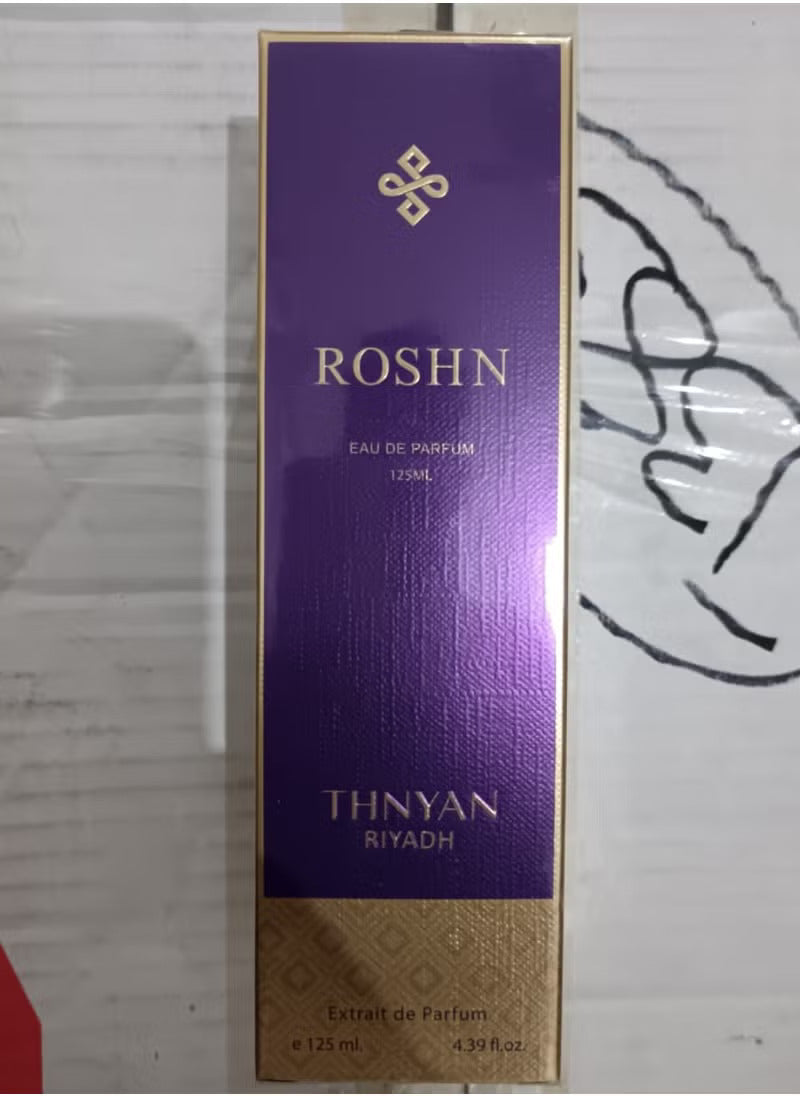 ROSHN
EAU DE PARFUM
125ML
THNYAN
RIYADH
Extrait de Parfum
e 125 ml. 4.39 fl.oz.